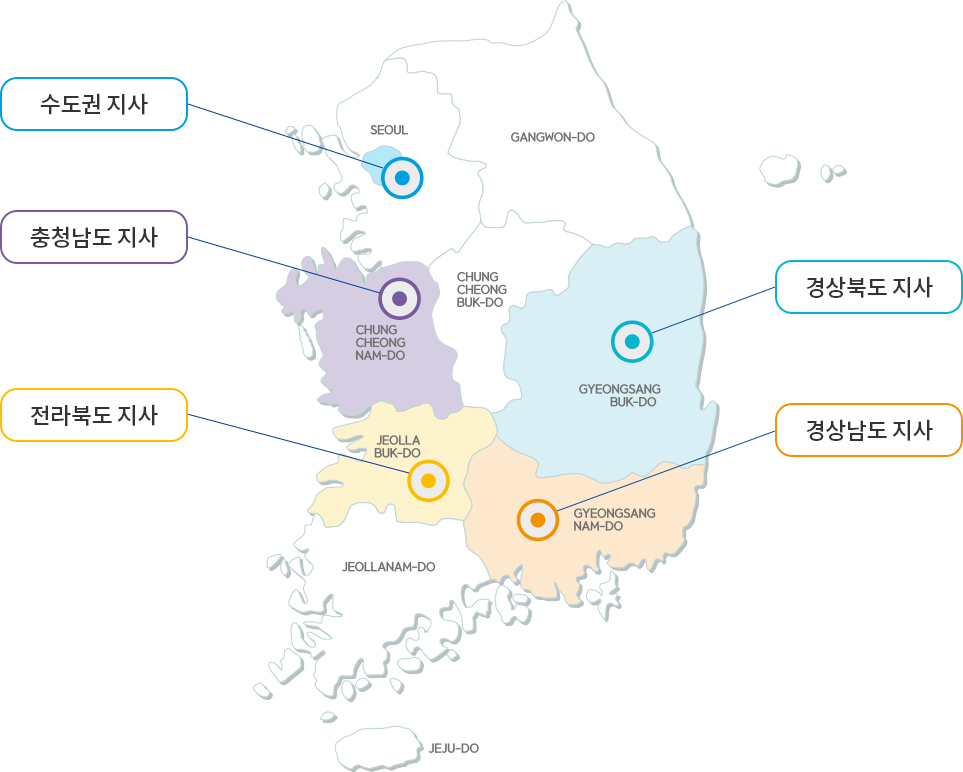 수도권 지사
SEOUL
GANGWON-DO
충청남도 지사
CHUNG
CHEONG
BUK-DO
경상북도 지사
CHUNG
CHEONG
NAM-DO
GYEONGSANG
BUK-DO
전라북도 지사
경상남도 지사
JEOLLA
BUK-DO
GYEONGSANG
NAM-DO
JEOLLANAM-DO
JEJU-DO